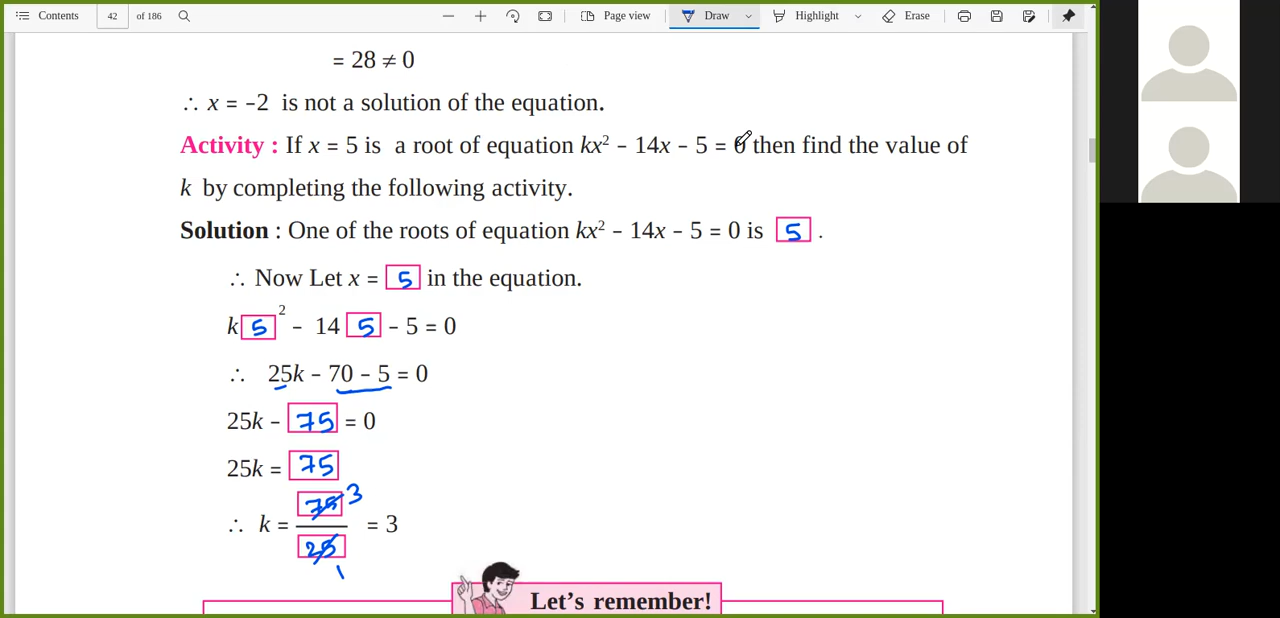 Contents 42 of 186 Page view Draw Highlight Erase
= 28 ≠ 0
∴ x = -2 is not a solution of the equation.
Activity : If x = 5 is a root of equation kx² - 14x - 5 = 0 then find the value of
k by completing the following activity.
Solution : One of the roots of equation kx² - 14x - 5 = 0 is 5 .
∴ Now Let x = 5 in the equation.
k 5 ² - 14 5 - 5 = 0
∴ 25k - 70 - 5 = 0
25k - 75 = 0
25k = 75
75 3
∴ k = = 3
25
1
Let's remember!